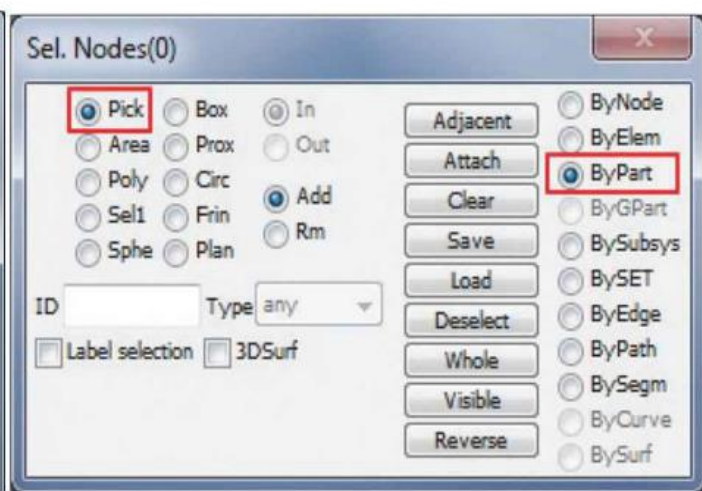 Sel. Nodes(0)
Pick Box In
Area Prox Out
Poly Circ
Sel1 Frin Add
Sphe Plan Rm
ID Type any
Label selection 3DSurf
Adjacent
Attach
Clear
Save
Load
Deselect
Whole
Visible
Reverse
ByNode
ByElem
ByPart
ByGPart
BySubsys
BySET
ByEdge
ByPath
BySegm
ByCurve
BySurf